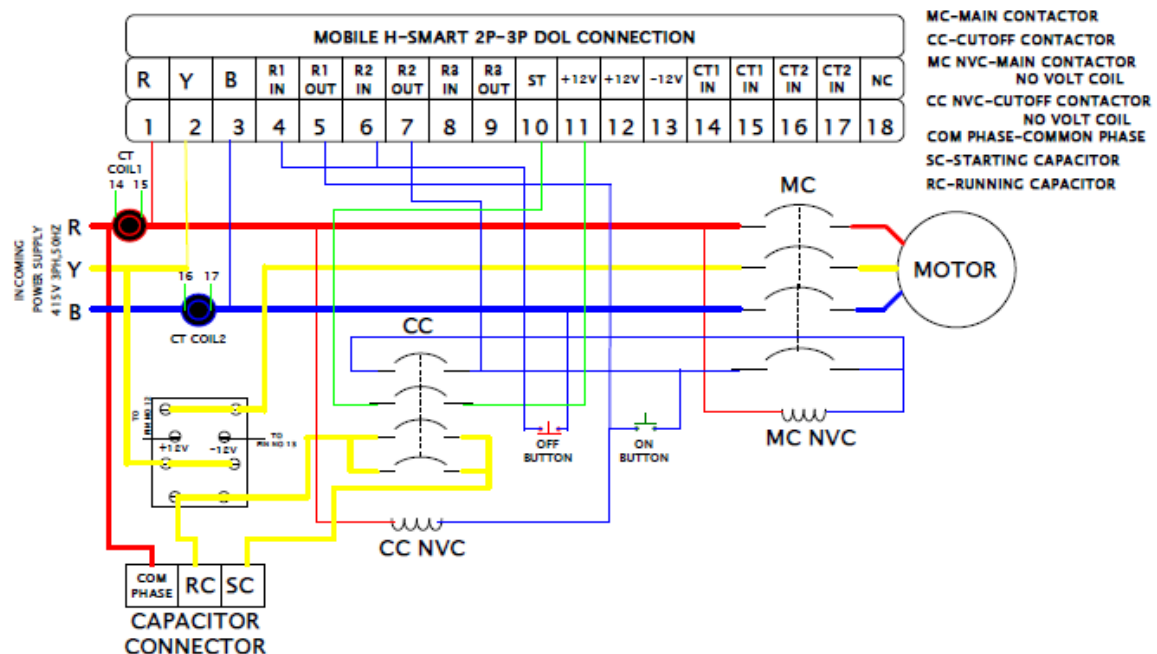 MOBILE H-SMART 2P-3P DOL CONNECTION
R Y B R1 IN R1 OUT R2 IN R2 OUT R3 IN R3 OUT ST +12V +12V -12V CT1 IN CT1 IN CT2 IN CT2 IN NC
1 2 3 4 5 6 7 8 9 10 11 12 13 14 15 16 17 18
MC-MAIN CONTACTOR
CC-CUTOFF CONTACTOR
MC NVC-MAIN CONTACTOR
NO VOLT COIL
CC NVC-CUTOFF CONTACTOR
NO VOLT COIL
COM PHASE-COMMON PHASE
SC-STARTING CAPACITOR
RC-RUNNING CAPACITOR
CT
COIL1
14 15
R
Y
B
INCOMING
POWER SUPPLY
415V 3PH,50HZ
16 17
CT COIL2
MC
MOTOR
CC
MC NVC
OFF
BUTTON
ON
BUTTON
CC NVC
TO
PIN NO 12
+12V
-12V
TO
PIN NO 13
COM
PHASE
RC
SC
CAPACITOR
CONNECTOR